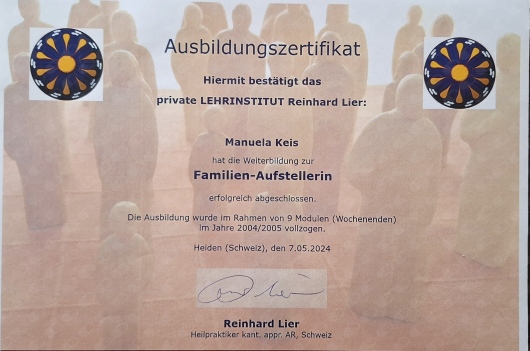 Ausbildungszertifikat
Hiermit bestätigt das
private LEHRINSTITUT Reinhard Lier:
Manuela Keis
hat die Weiterbildung zur
Familien-Aufstellerin
erfolgreich abgeschlossen.
Die Ausbildung wurde im Rahmen von 9 Modulen (Wochenenden)
im Jahre 2004/2005 vollzogen.
Heiden (Schweiz), den 7.05.2024
Reinhard Lier
Heilpraktiker kant. appr. AR, Schweiz